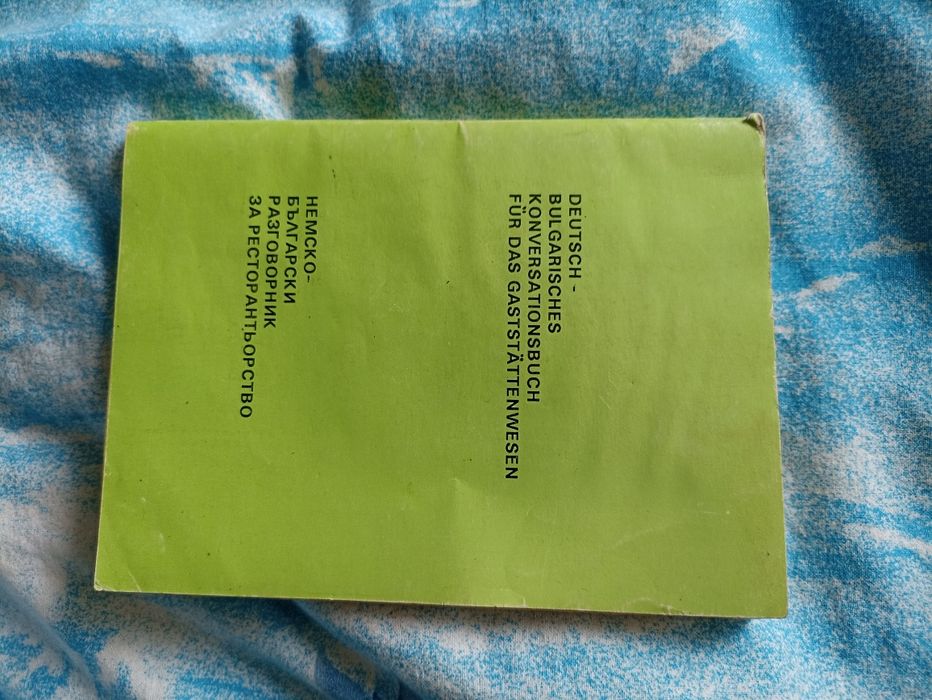 DEUTSCH -
BULGARISCHES
KONVERSATIONSBUCH
FÜR DAS GASTSTÄTTENWESEN
НЕМСКО-
БЪЛГАРСКИ
РАЗГОВОРНИК
ЗА РЕСТОРАНТЬОРСТВО